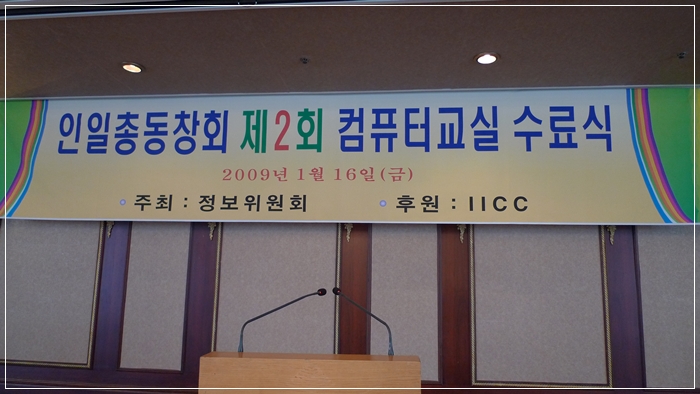 인일총동창회 제2회 컴퓨터교실 수료식
2009년 1월 16일(금)
주최 : 정보위원회 후원 : IICC